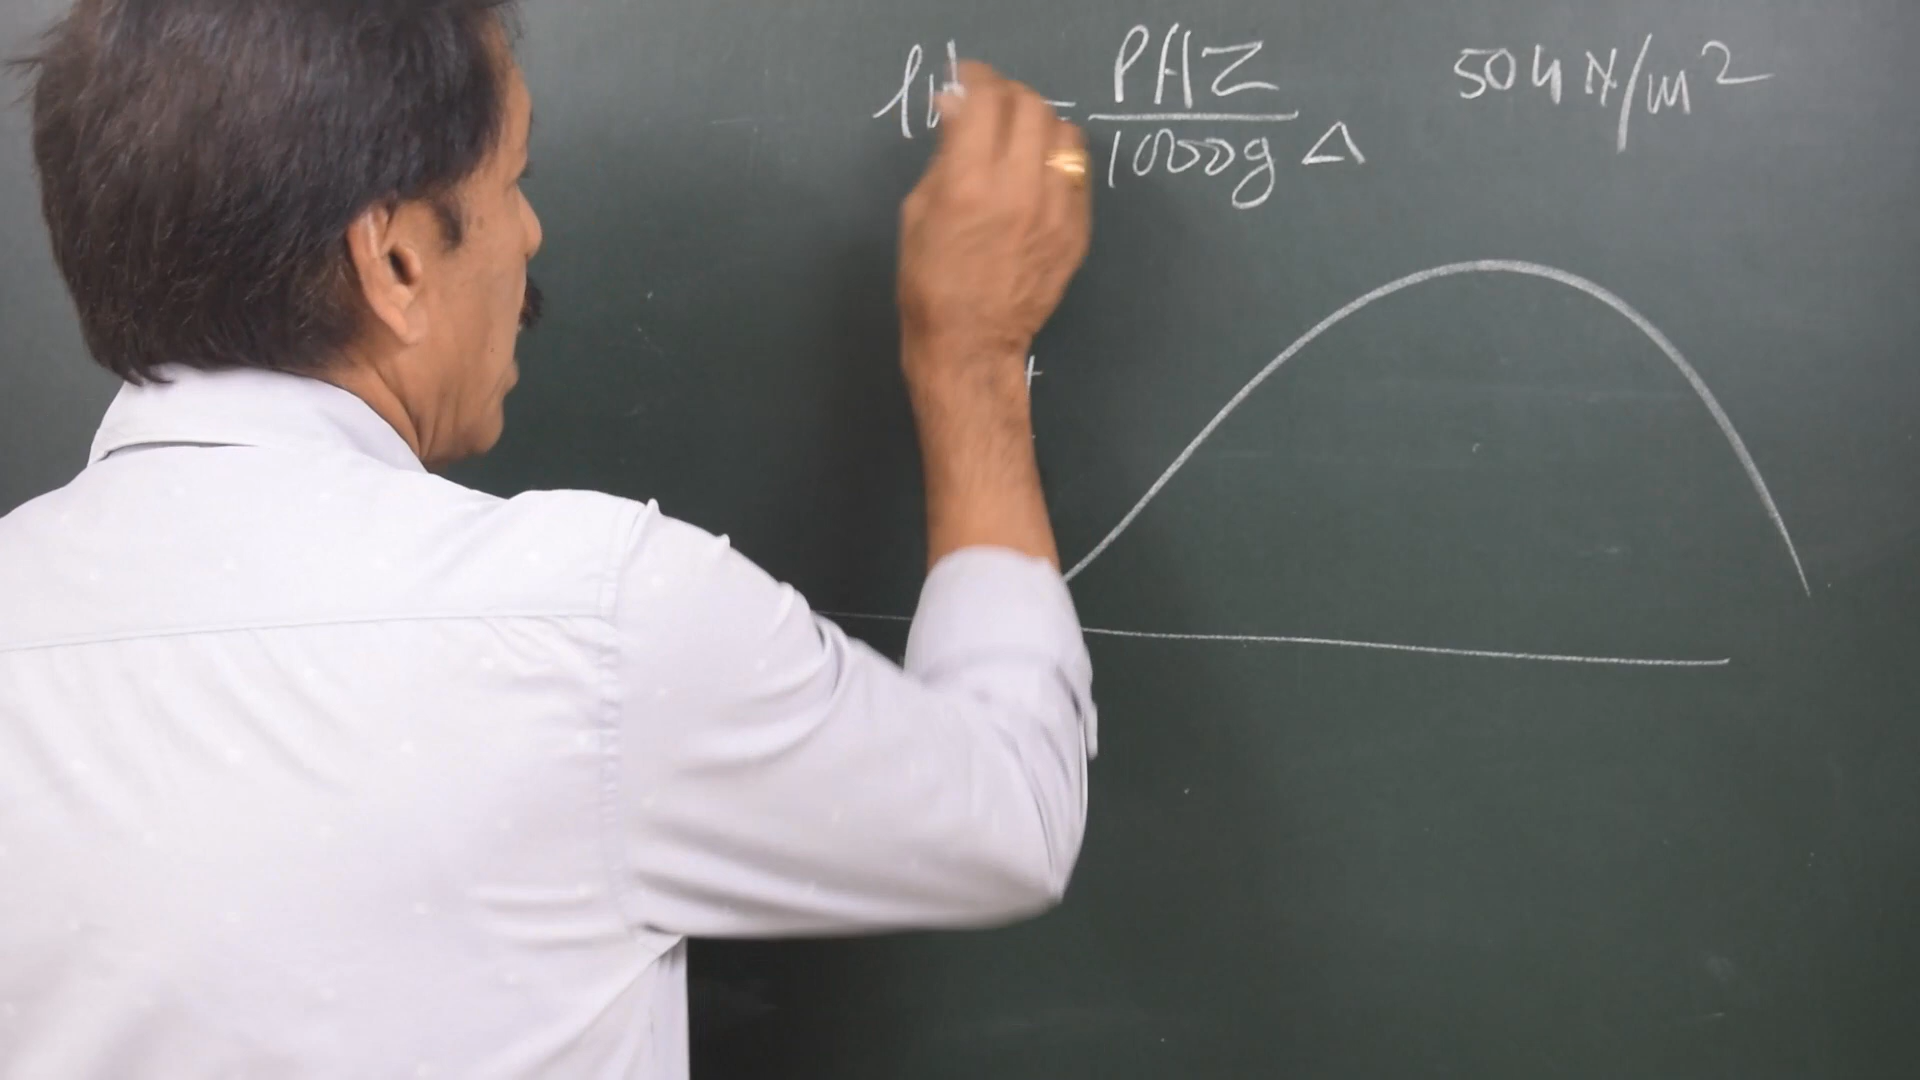 = PHZ / 1000g Δ 504 N/m²